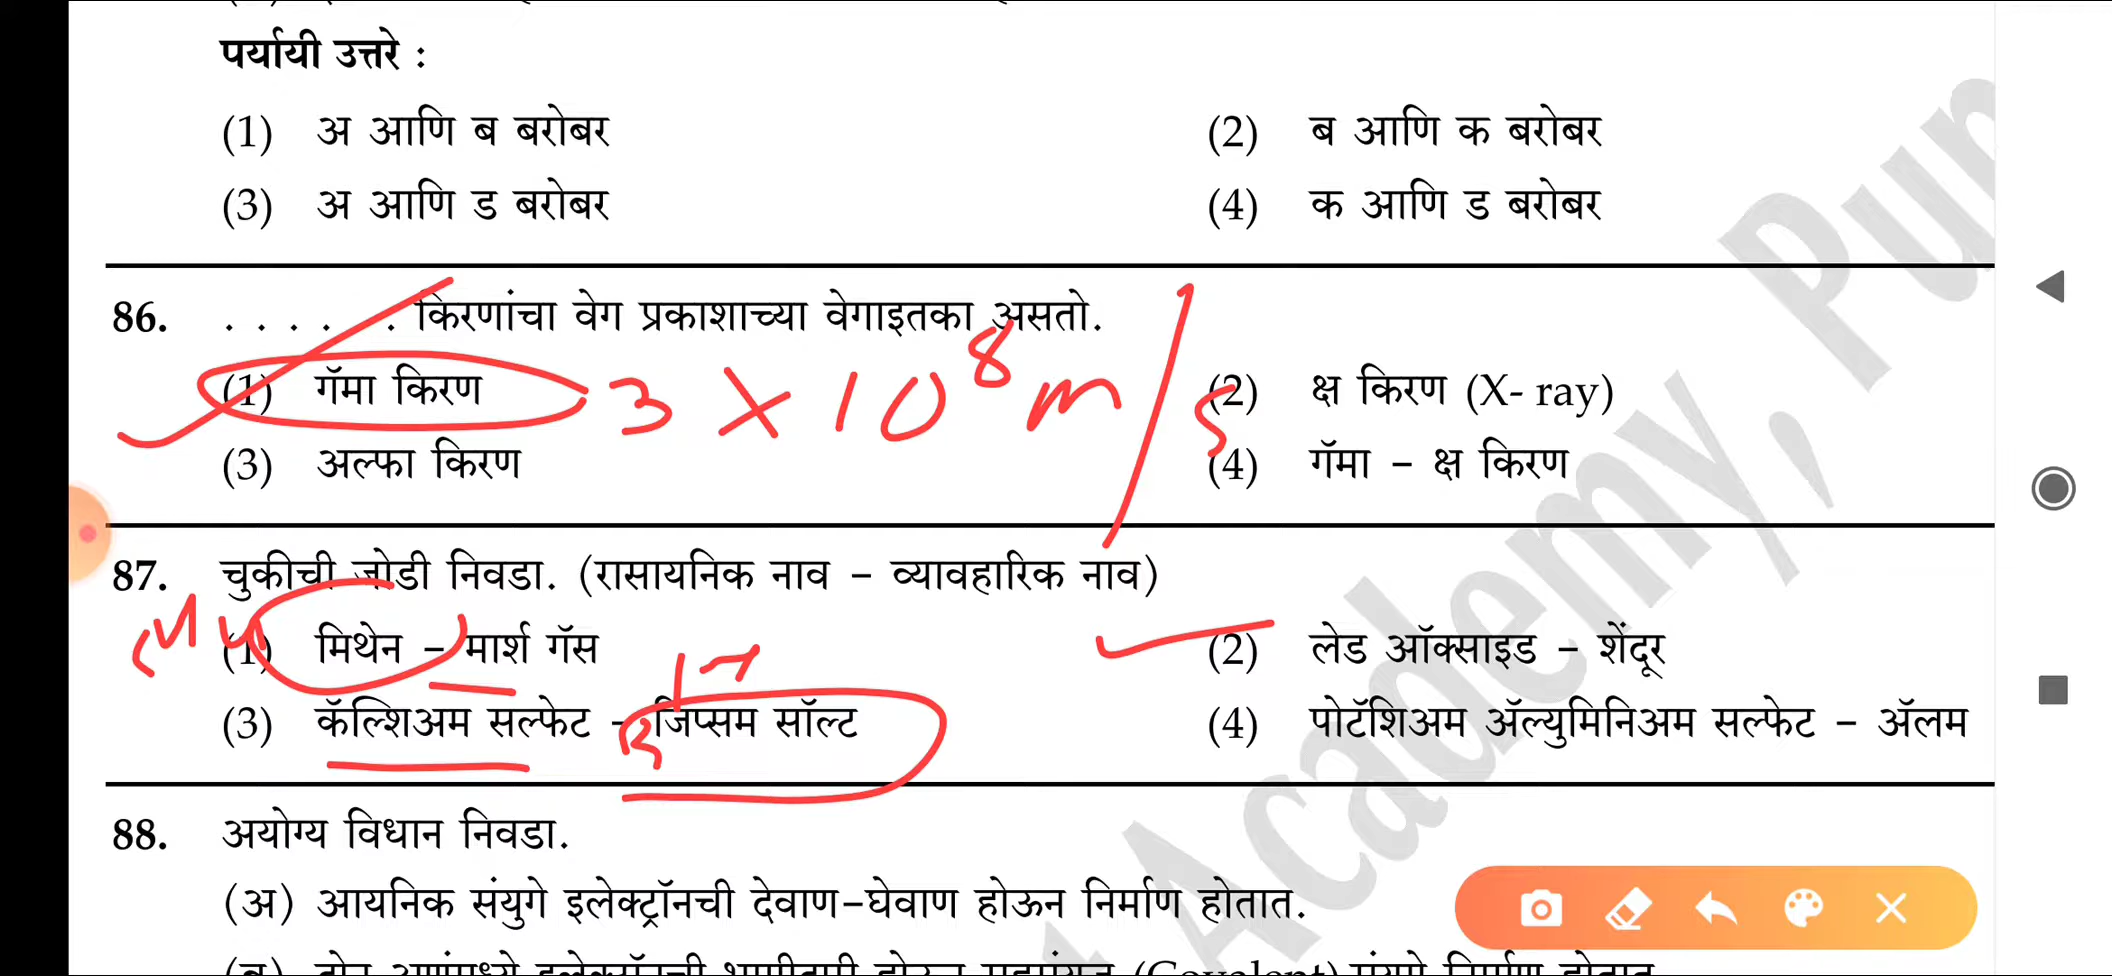 पर्यायी उत्तरे :
(1) अ आणि ब बरोबर (2) ब आणि क बरोबर
(3) अ आणि ड बरोबर (4) क आणि ड बरोबर
86. . . . . . . किरणांचा वेग प्रकाशाच्या वेगाइतका असतो.
(1) गॅमा किरण 3 × 10⁸ m/s (2) क्ष किरण (X- ray)
(3) अल्फा किरण (4) गॅमा – क्ष किरण
87. चुकीची जोडी निवडा. (रासायनिक नाव – व्यावहारिक नाव)
(1) मिथेन – मार्श गॅस (2) लेड ऑक्साइड – शेंदूर
(3) कॅल्शिअम सल्फेट – जिप्सम सॉल्ट (4) पोटॅशिअम ॲल्युमिनिअम सल्फेट – ॲलम
88. अयोग्य विधान निवडा.
(अ) आयनिक संयुगे इलेक्ट्रॉनची देवाण-घेवाण होऊन निर्माण होतात.
Academy, Pun